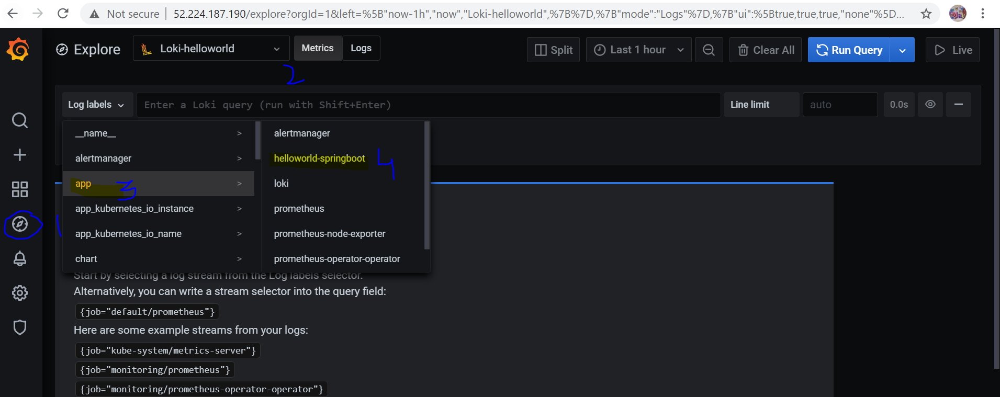 Not secure | 52.224.187.190/explore?orgId=1&left=%5B"now-1h","now","Loki-helloworld",%7B%7D,%7B"mode":"Logs"%7D,%7B"ui":%5Btrue,true,true,"none"%5D...
Explore Loki-helloworld Metrics Logs Split Last 1 hour Clear All Run Query Live
2
Log labels Enter a Loki query (run with Shift+Enter) Line limit auto 0.0s
__name__ > alertmanager
alertmanager > helloworld-springboot 4
app 3 > loki
app_kubernetes_io_instance > prometheus
app_kubernetes_io_name > prometheus-node-exporter
chart > prometheus-operator-operator
Start by selecting a log stream from the Log labels selector.
Alternatively, you can write a stream selector into the query field:
{job="default/prometheus"}
Here are some example streams from your logs:
{job="kube-system/metrics-server"}
{job="monitoring/prometheus"}
{job="monitoring/prometheus-operator-operator"}